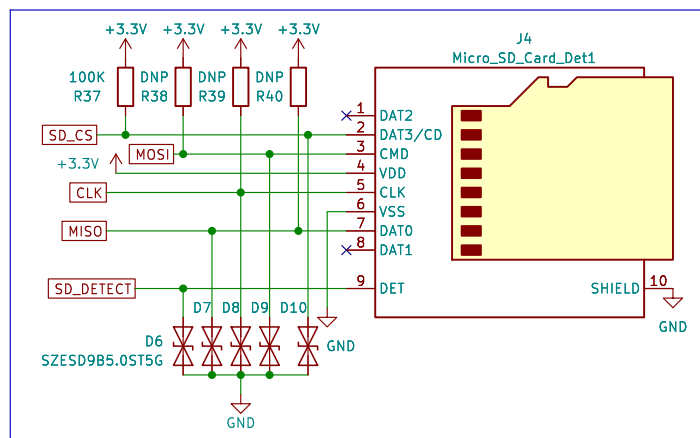 +3.3V +3.3V +3.3V +3.3V
J4
Micro_SD_Card_Det1
100K DNP DNP DNP
R37 R38 R39 R40
1 DAT2
SD_CS 2 DAT3/CD
MOSI 3 CMD
+3.3V 4 VDD
CLK 5 CLK
6 VSS
MISO 7 DAT0
8 DAT1
SD_DETECT 9 DET SHIELD 10
D7 D8 D9 D10
GND
D6 GND
SZESD9B5.0ST5G
GND